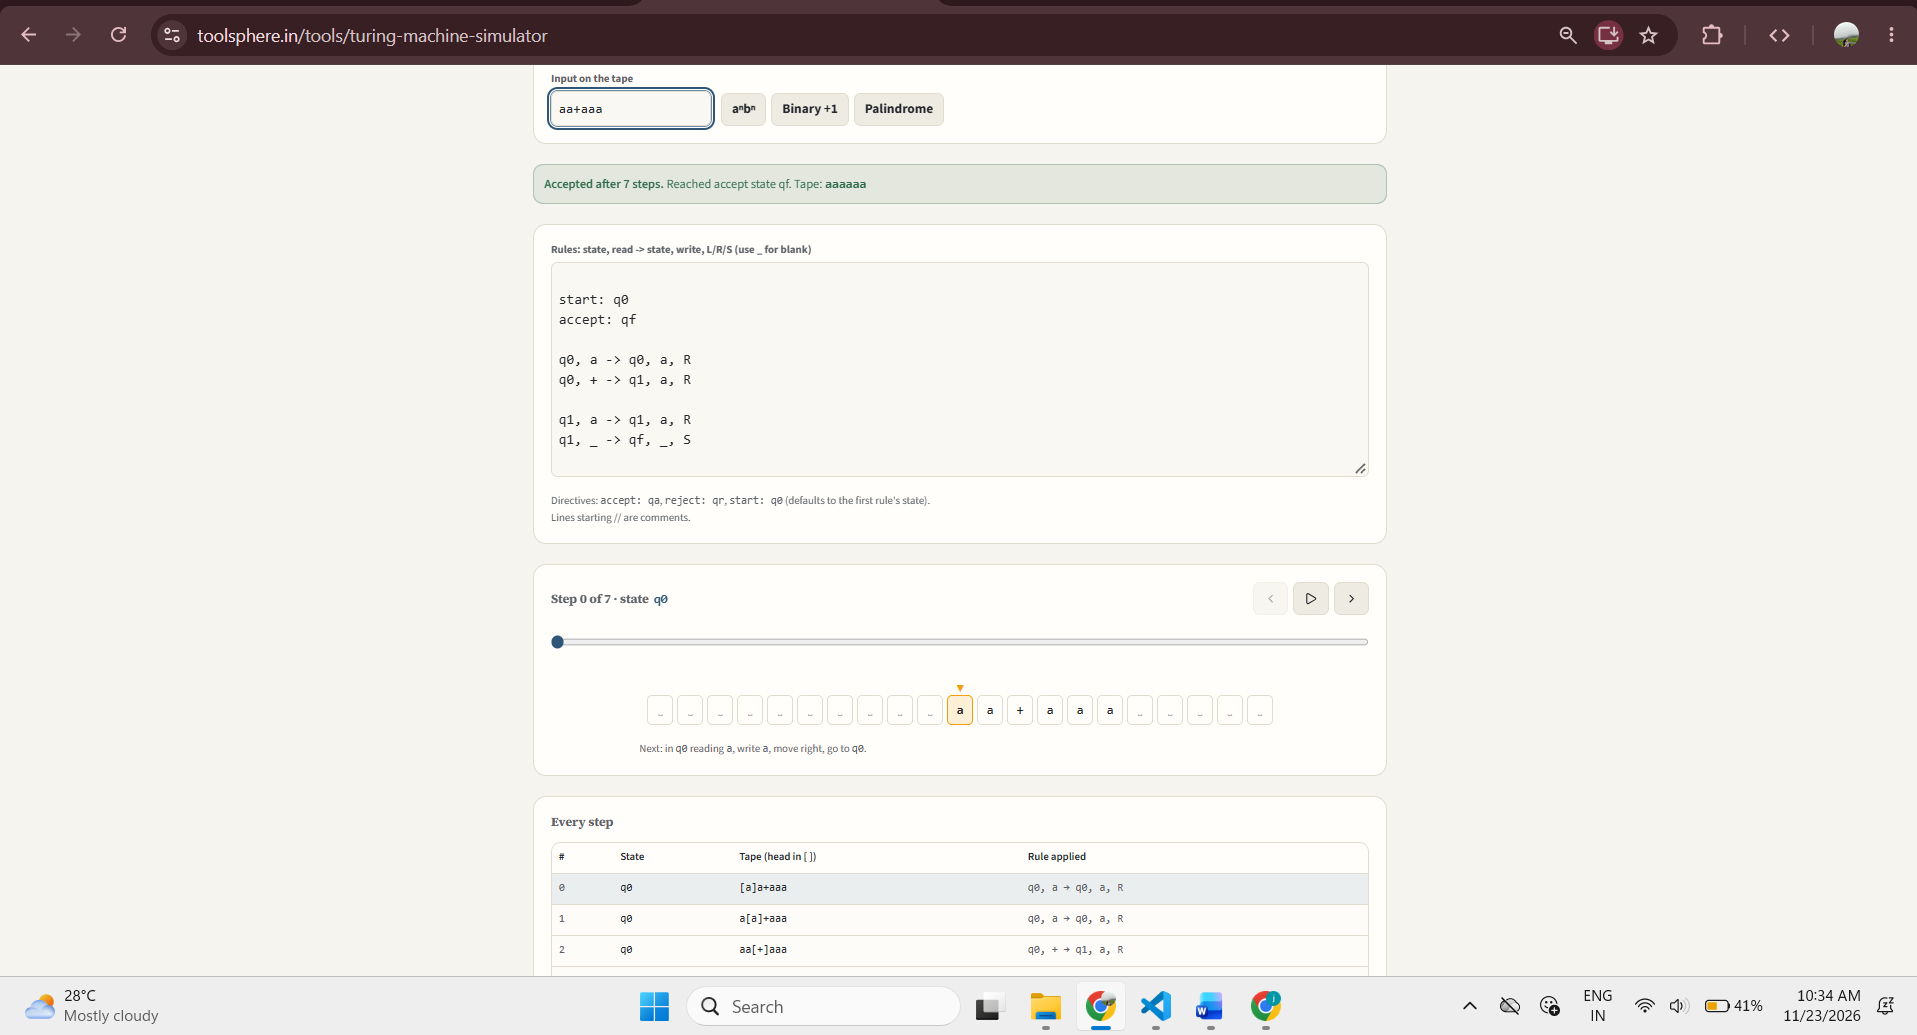 toolsphere.in/tools/turing-machine-simulator
Input on the tape
aa+aaa
aⁿbⁿ
Binary +1
Palindrome
Accepted after 7 steps. Reached accept state qf. Tape: aaaaaa
Rules: state, read -> state, write, L/R/S (use _ for blank)
start: q0
accept: qf
q0, a -> q0, a, R
q0, + -> q1, a, R
q1, a -> q1, a, R
q1, _ -> qf, _, S
Directives: accept: qa, reject: qr, start: q0 (defaults to the first rule's state).
Lines starting // are comments.
Step 0 of 7 · state q0
_ _ _ _ _ _ _ _ _ _ a a + a a a _ _ _ _ _
Next: in q0 reading a, write a, move right, go to q0.
Every step
# State Tape (head in [ ]) Rule applied
0 q0 [a]a+aaa q0, a → q0, a, R
1 q0 a[a]+aaa q0, a → q0, a, R
2 q0 aa[+]aaa q0, + → q1, a, R
28°C
Mostly cloudy
Search
ENG
IN
41%
10:34 AM
11/23/2026